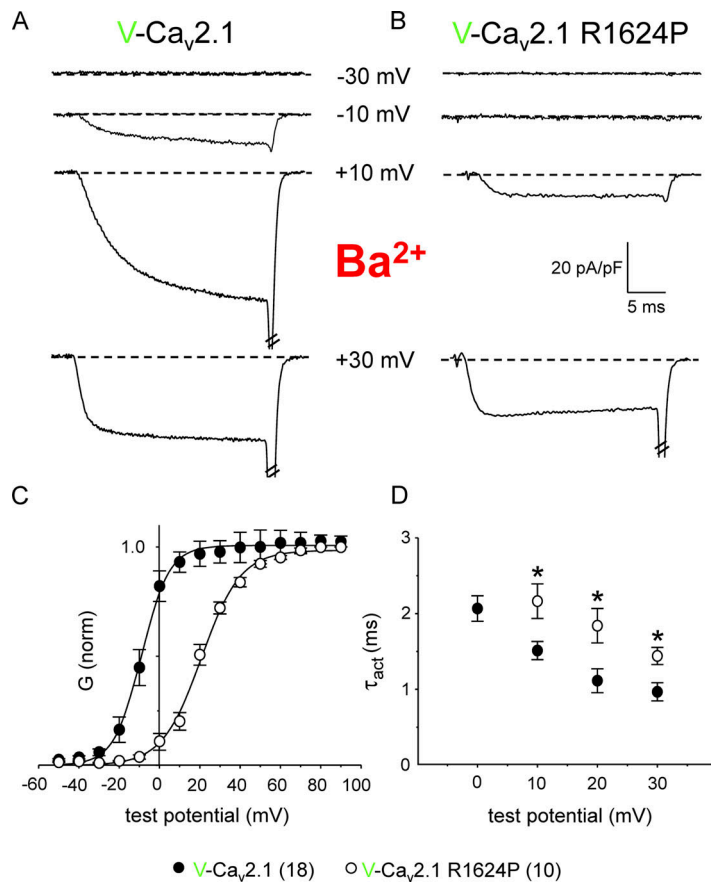 A
V-Cav2.1
B
V-Cav2.1 R1624P
-30 mV
-10 mV
+10 mV
Ba2+
20 pA/pF
5 ms
+30 mV
C
1.0
G (norm)
-60 -40 -20 0 20 40 60 80 100
test potential (mV)
D
3
2
1
0
τact (ms)
0 10 20 30
test potential (mV)
* * *
V-Cav2.1 (18)
V-Cav2.1 R1624P (10)